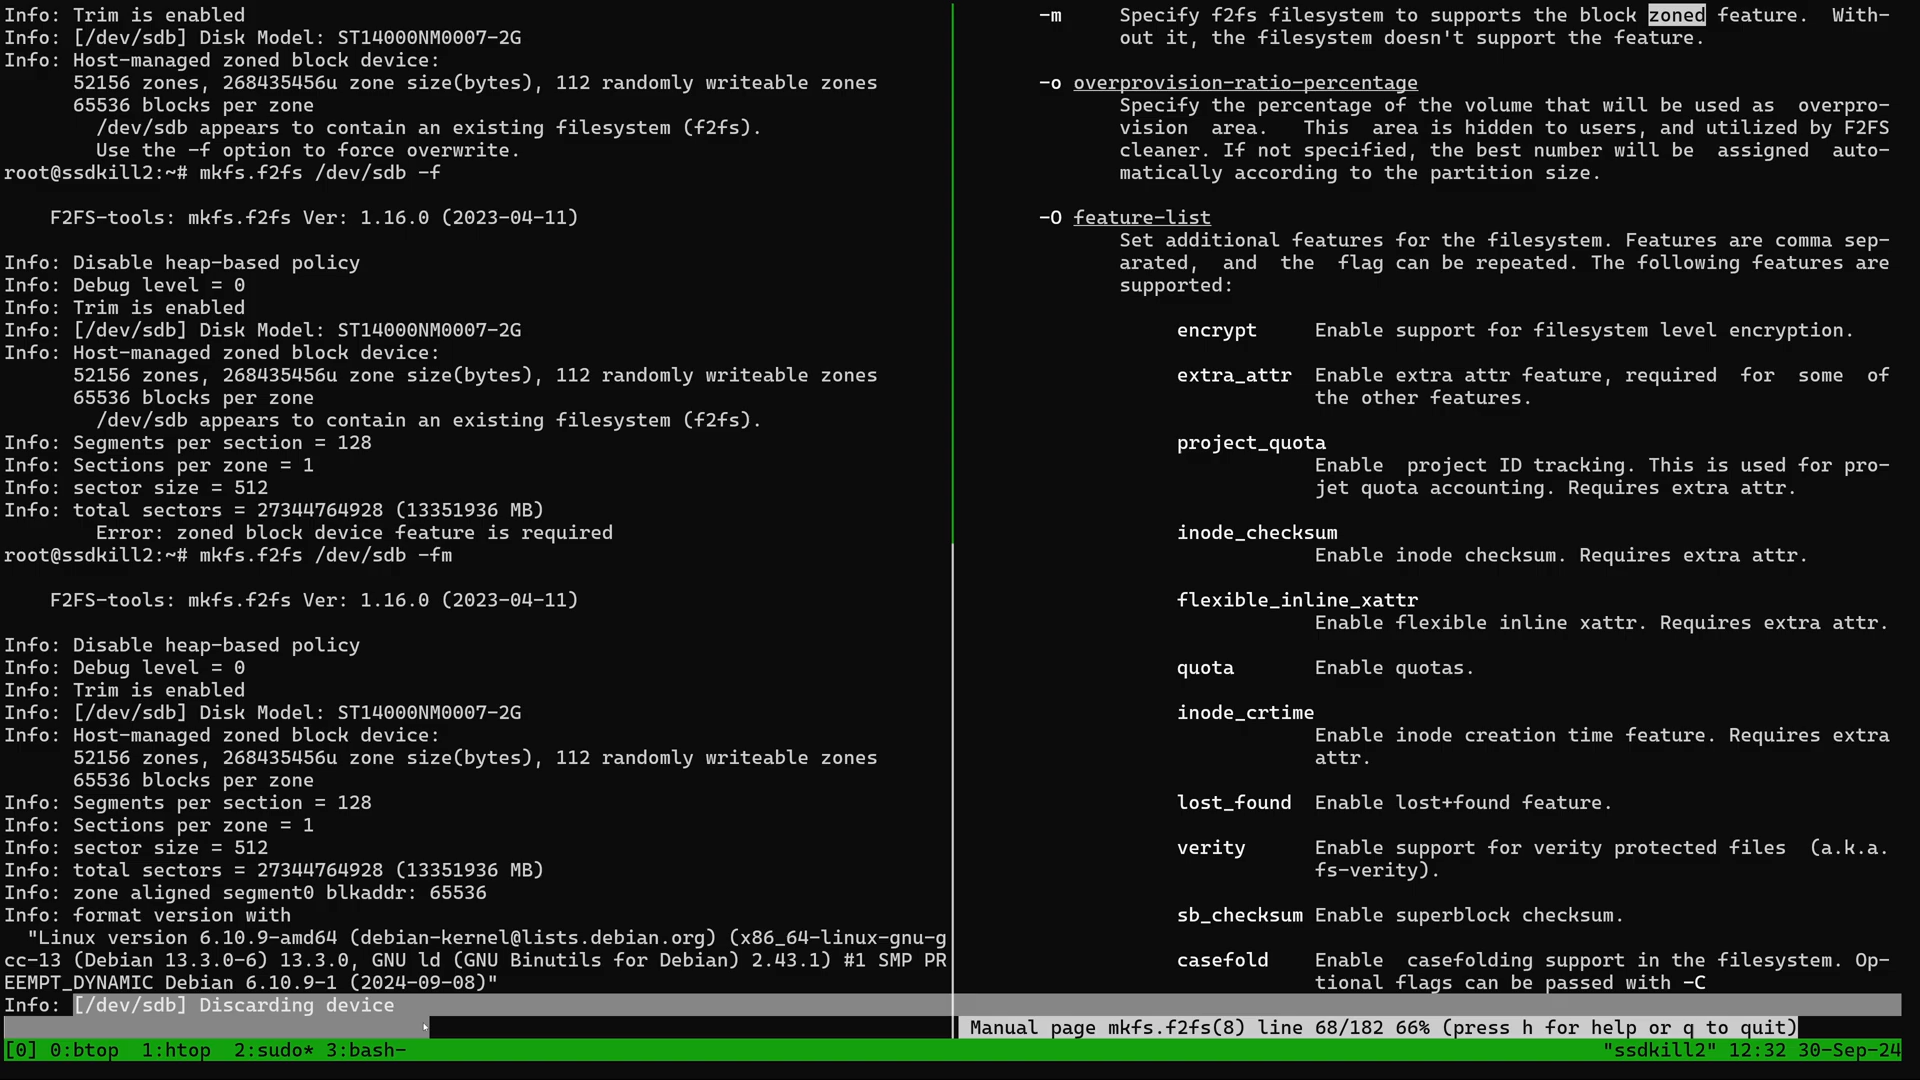 Info: Trim is enabled
Info: [/dev/sdb] Disk Model: ST14000NM0007-2G
Info: Host-managed zoned block device:
      52156 zones, 268435456u zone size(bytes), 112 randomly writeable zones
      65536 blocks per zone
        /dev/sdb appears to contain an existing filesystem (f2fs).
        Use the -f option to force overwrite.
root@ssdkill2:~# mkfs.f2fs /dev/sdb -f
    F2FS-tools: mkfs.f2fs Ver: 1.16.0 (2023-04-11)
Info: Disable heap-based policy
Info: Debug level = 0
Info: Trim is enabled
Info: [/dev/sdb] Disk Model: ST14000NM0007-2G
Info: Host-managed zoned block device:
      52156 zones, 268435456u zone size(bytes), 112 randomly writeable zones
      65536 blocks per zone
        /dev/sdb appears to contain an existing filesystem (f2fs).
Info: Segments per section = 128
Info: Sections per zone = 1
Info: sector size = 512
Info: total sectors = 27344764928 (13351936 MB)
        Error: zoned block device feature is required
root@ssdkill2:~# mkfs.f2fs /dev/sdb -fm
    F2FS-tools: mkfs.f2fs Ver: 1.16.0 (2023-04-11)
Info: Disable heap-based policy
Info: Debug level = 0
Info: Trim is enabled
Info: [/dev/sdb] Disk Model: ST14000NM0007-2G
Info: Host-managed zoned block device:
      52156 zones, 268435456u zone size(bytes), 112 randomly writeable zones
      65536 blocks per zone
Info: Segments per section = 128
Info: Sections per zone = 1
Info: sector size = 512
Info: total sectors = 27344764928 (13351936 MB)
Info: zone aligned segment0 blkaddr: 65536
Info: format version with
  "Linux version 6.10.9-amd64 (debian-kernel@lists.debian.org) (x86_64-linux-gnu-g
cc-13 (Debian 13.3.0-6) 13.3.0, GNU ld (GNU Binutils for Debian) 2.43.1) #1 SMP PR
EEMPT_DYNAMIC Debian 6.10.9-1 (2024-09-08)"
Info: [/dev/sdb] Discarding device
-m     Specify f2fs filesystem to supports the block zoned feature.  With-
       out it, the filesystem doesn't support the feature.
-o overprovision-ratio-percentage
       Specify the percentage of the volume that will be used as  overpro-
       vision  area.   This  area is hidden to users, and utilized by F2FS
       cleaner. If not specified, the best number will be  assigned  auto-
       matically according to the partition size.
-O feature-list
       Set additional features for the filesystem. Features are comma sep-
       arated,  and  the  flag can be repeated. The following features are
       supported:
            encrypt     Enable support for filesystem level encryption.
            extra_attr  Enable extra attr feature, required  for  some  of
                        the other features.
            project_quota
                        Enable  project ID tracking. This is used for pro-
                        jet quota accounting. Requires extra attr.
            inode_checksum
                        Enable inode checksum. Requires extra attr.
            flexible_inline_xattr
                        Enable flexible inline xattr. Requires extra attr.
            quota       Enable quotas.
            inode_crtime
                        Enable inode creation time feature. Requires extra
                        attr.
            lost_found  Enable lost+found feature.
            verity      Enable support for verity protected files  (a.k.a.
                        fs-verity).
            sb_checksum Enable superblock checksum.
            casefold    Enable  casefolding support in the filesystem. Op-
                        tional flags can be passed with -C
Manual page mkfs.f2fs(8) line 68/182 66% (press h for help or q to quit)
[0] 0:btop  1:htop  2:sudo* 3:bash-
"ssdkill2" 12:32 30-Sep-24